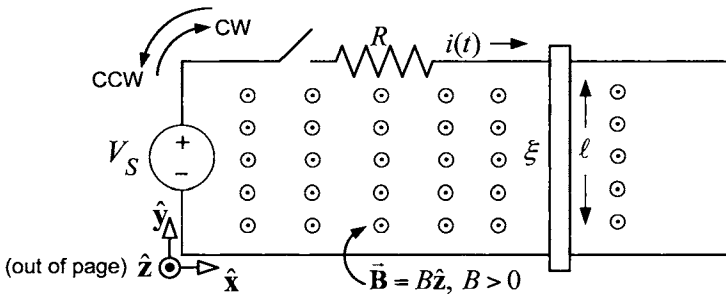 CW
CCW
R
i(t)
+
V_S
−
ξ
ℓ
ŷ
(out of page) ẑ
x̂
B⃗ = Bẑ, B > 0